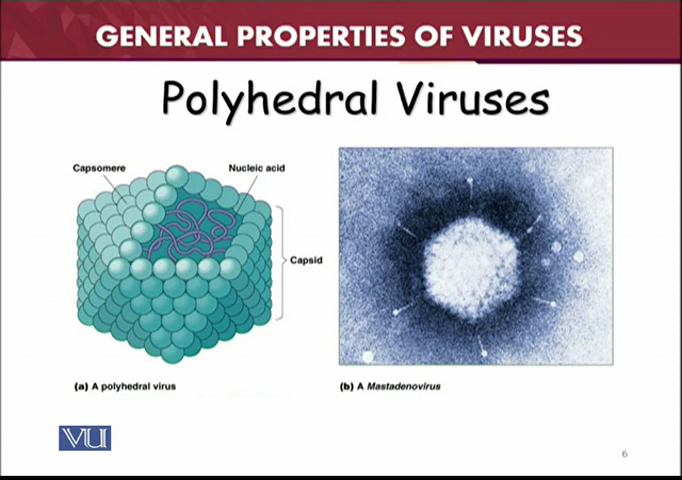 GENERAL PROPERTIES OF VIRUSES
Polyhedral Viruses
Capsomere
Nucleic acid
Capsid
(a) A polyhedral virus
(b) A Mastadenovirus
VU
6